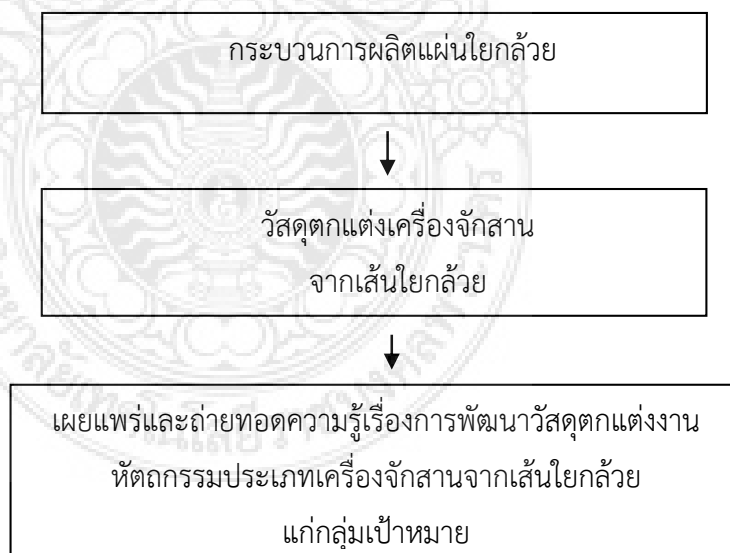 กระบวนการผลิตแผ่นใยกล้วย
วัสดุตกแต่งเครื่องจักสาน
จากเส้นใยกล้วย
เผยแพร่และถ่ายทอดความรู้เรื่องการพัฒนาวัสดุตกแต่งงาน
หัตถกรรมประเภทเครื่องจักสานจากเส้นใยกล้วย
แก่กลุ่มเป้าหมาย